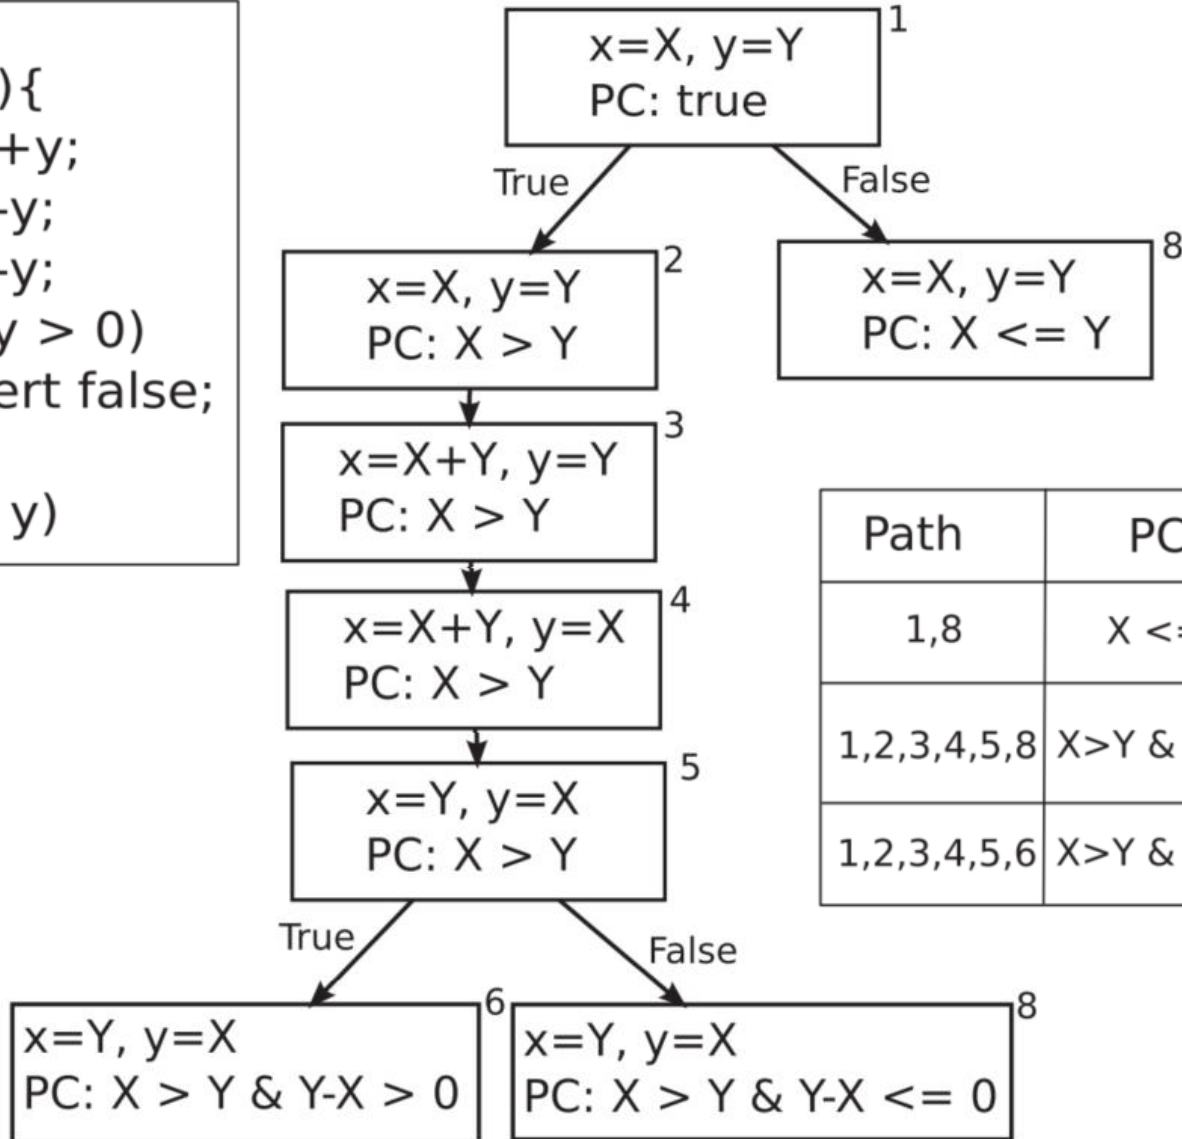 ){
+y;
-y;
-y;
y > 0)
ert false;
y)
1
x=X, y=Y
PC: true
True
False
2
x=X, y=Y
PC: X > Y
8
x=X, y=Y
PC: X <= Y
3
x=X+Y, y=Y
PC: X > Y
4
x=X+Y, y=X
PC: X > Y
5
x=Y, y=X
PC: X > Y
True
False
6
x=Y, y=X
PC: X > Y & Y-X > 0
8
x=Y, y=X
PC: X > Y & Y-X <= 0
Path PC
1,8 X <=
1,2,3,4,5,8 X>Y &
1,2,3,4,5,6 X>Y &